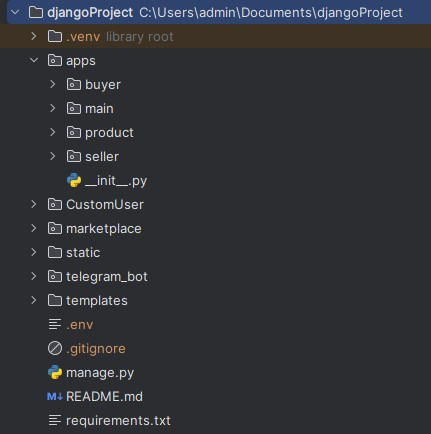 djangoProject C:\Users\admin\Documents\djangoProject
.venv library root
apps
buyer
main
product
seller
__init__.py
CustomUser
marketplace
static
telegram_bot
templates
.env
.gitignore
manage.py
M↓ README.md
requirements.txt